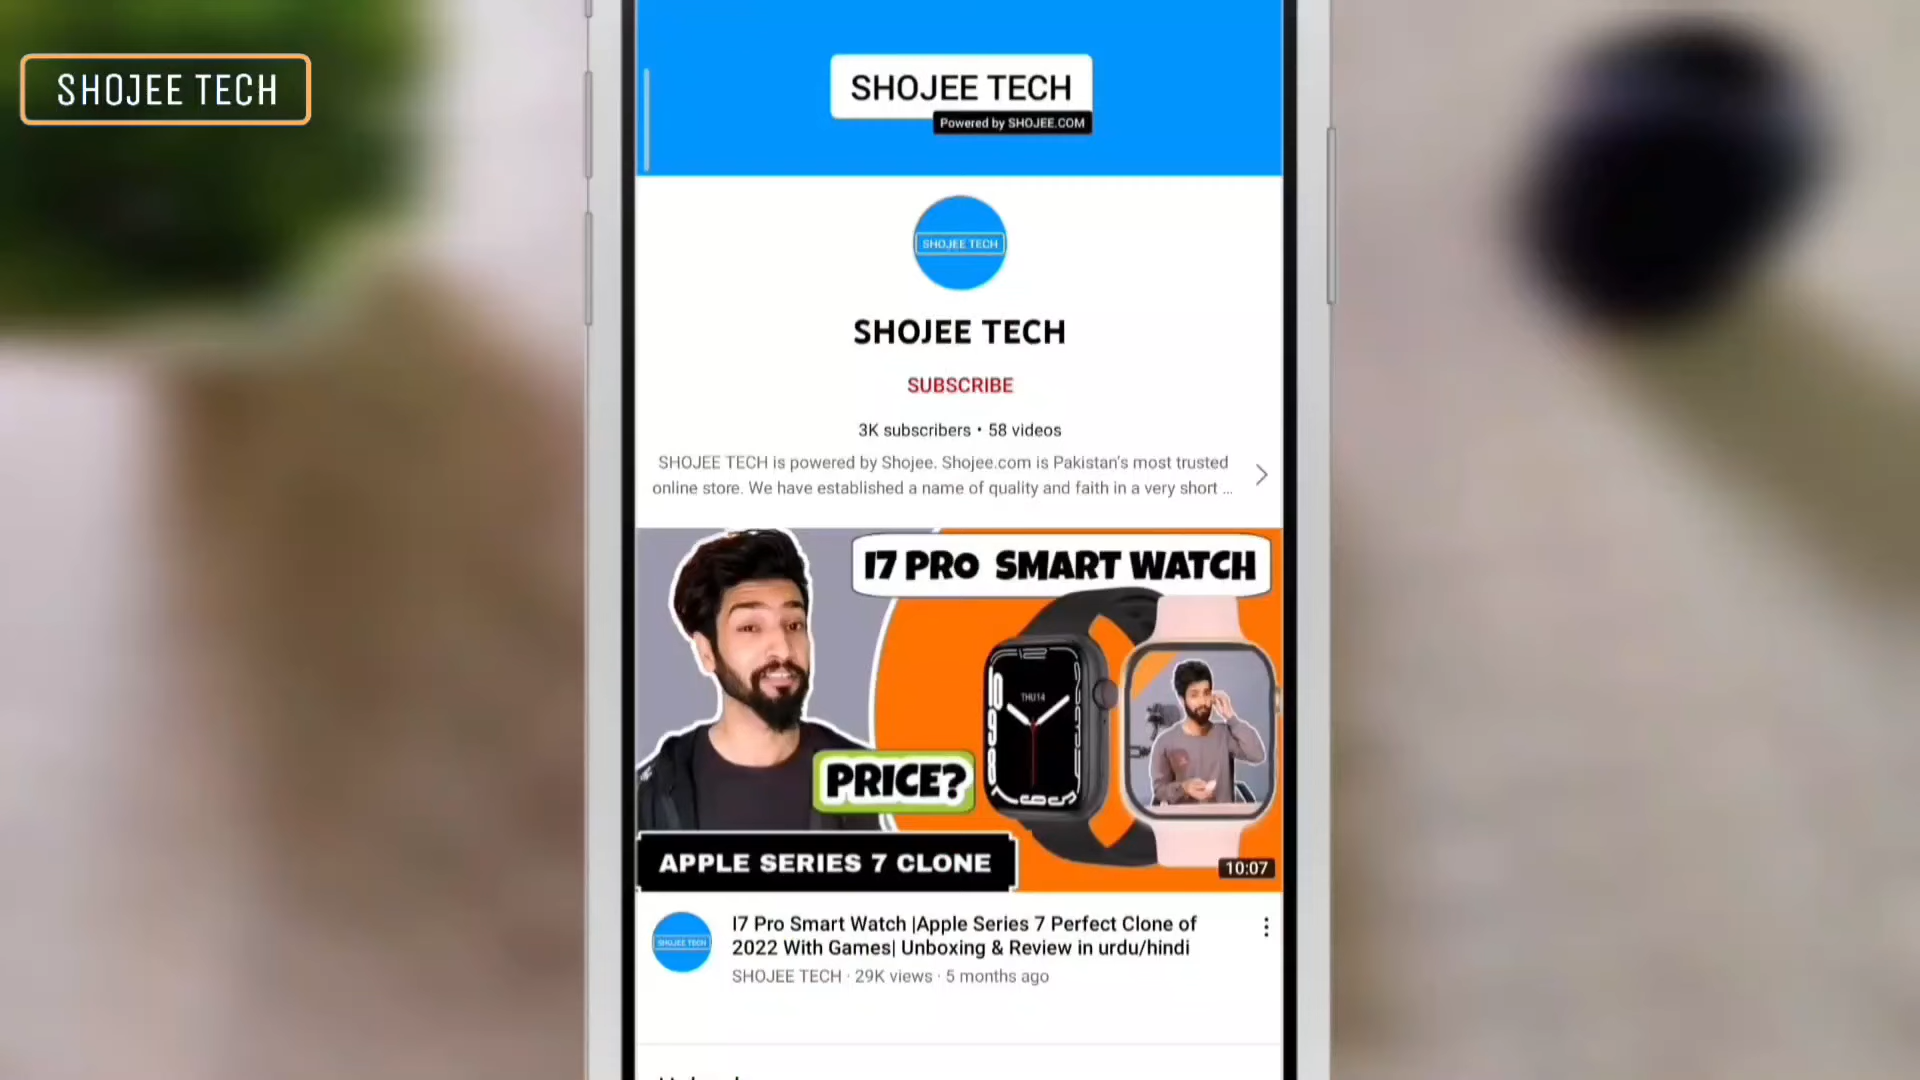 SHOJEE TECH
SHOJEE TECH
Powered by SHOJEE.COM
SHOJEE TECH
SHOJEE TECH
SUBSCRIBE
3K subscribers • 58 videos
SHOJEE TECH is powered by Shojee. Shojee.com is Pakistan's most trusted
online store. We have established a name of quality and faith in a very short ...
I7 PRO SMART WATCH
THU 14
PRICE?
APPLE SERIES 7 CLONE
10:07
I7 Pro Smart Watch |Apple Series 7 Perfect Clone of
2022 With Games| Unboxing & Review in urdu/hindi
SHOJEE TECH
SHOJEE TECH · 29K views · 5 months ago